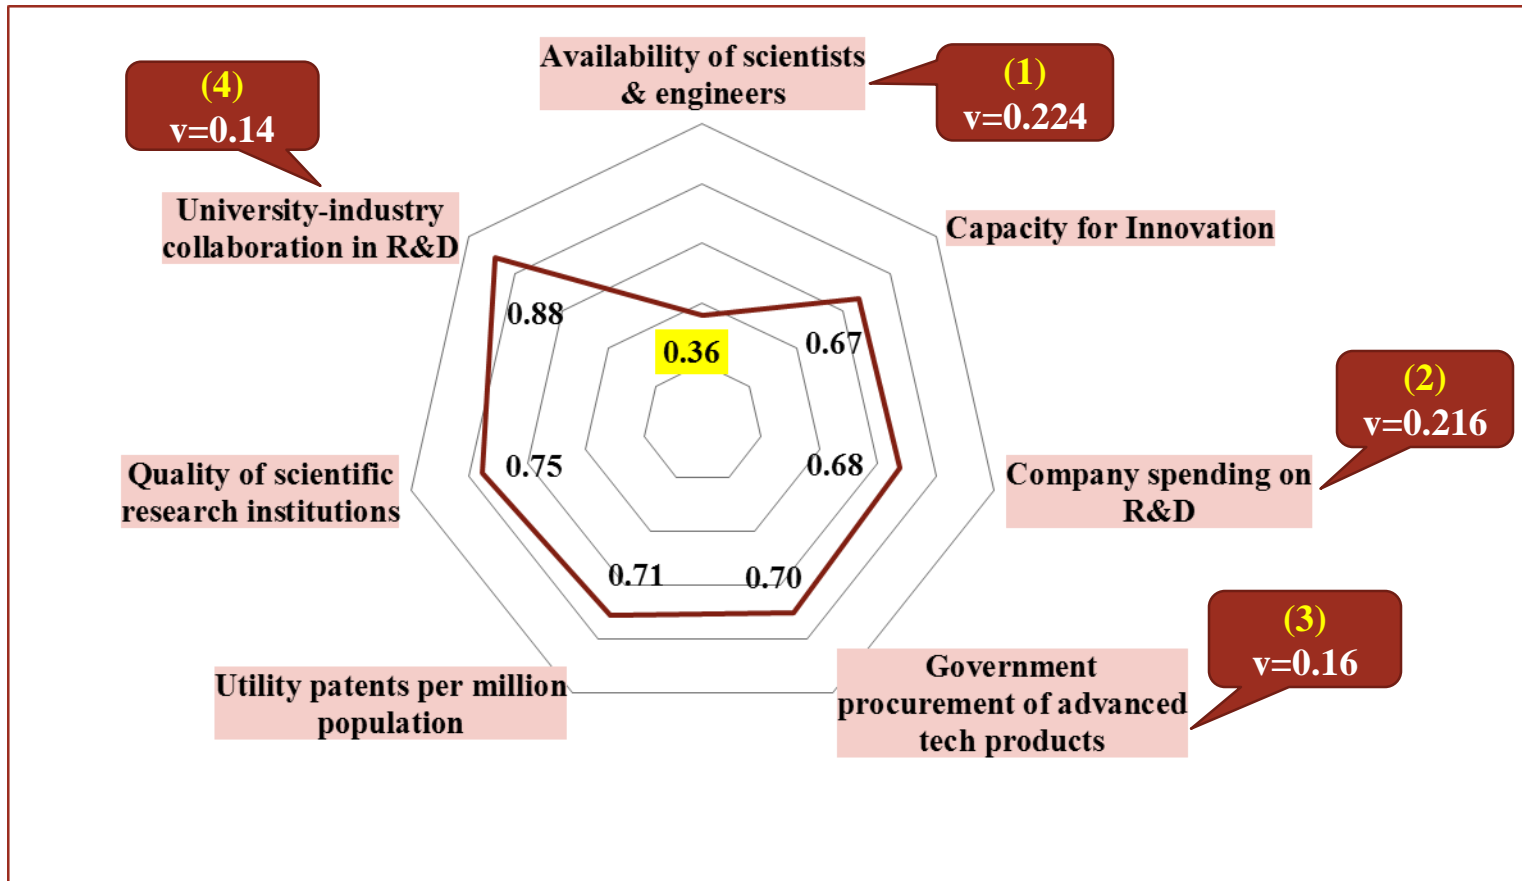 Availability of scientists
& engineers
(1)
v=0.224
(4)
v=0.14
University-industry
collaboration in R&D
Capacity for Innovation
0.88
0.36
0.67
(2)
v=0.216
Quality of scientific
research institutions
0.75
0.68
Company spending on
R&D
0.71
0.70
(3)
v=0.16
Utility patents per million
population
Government
procurement of advanced
tech products